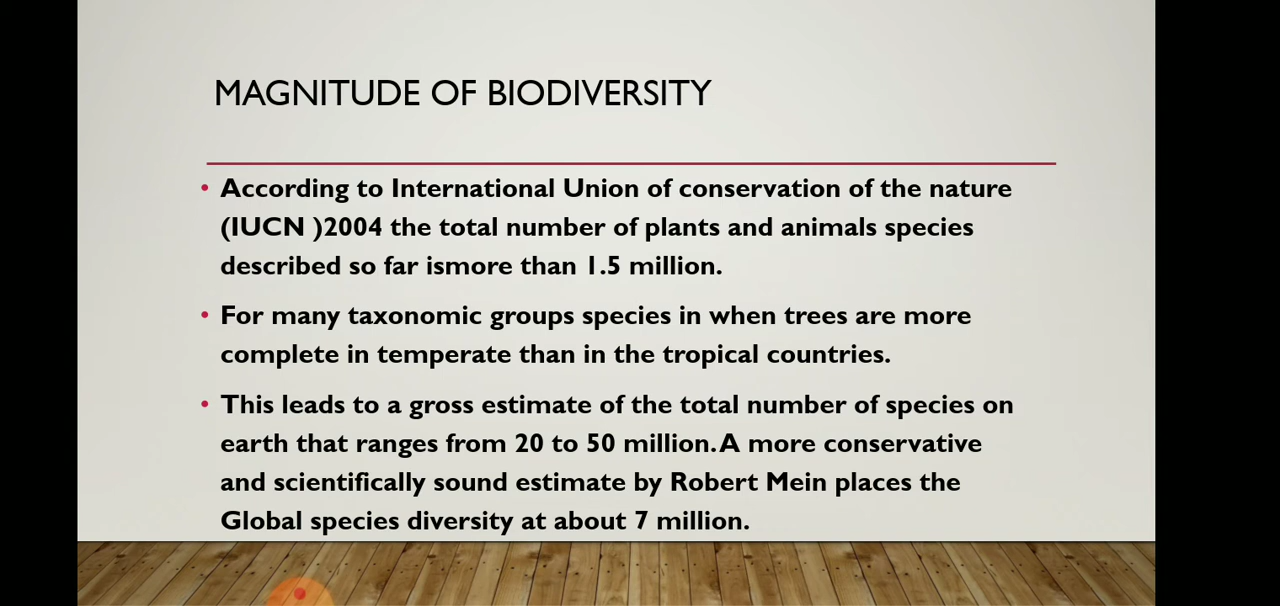 MAGNITUDE OF BIODIVERSITY
• According to International Union of conservation of the nature
(IUCN )2004 the total number of plants and animals species
described so far ismore than 1.5 million.
• For many taxonomic groups species in when trees are more
complete in temperate than in the tropical countries.
• This leads to a gross estimate of the total number of species on
earth that ranges from 20 to 50 million. A more conservative
and scientifically sound estimate by Robert Mein places the
Global species diversity at about 7 million.